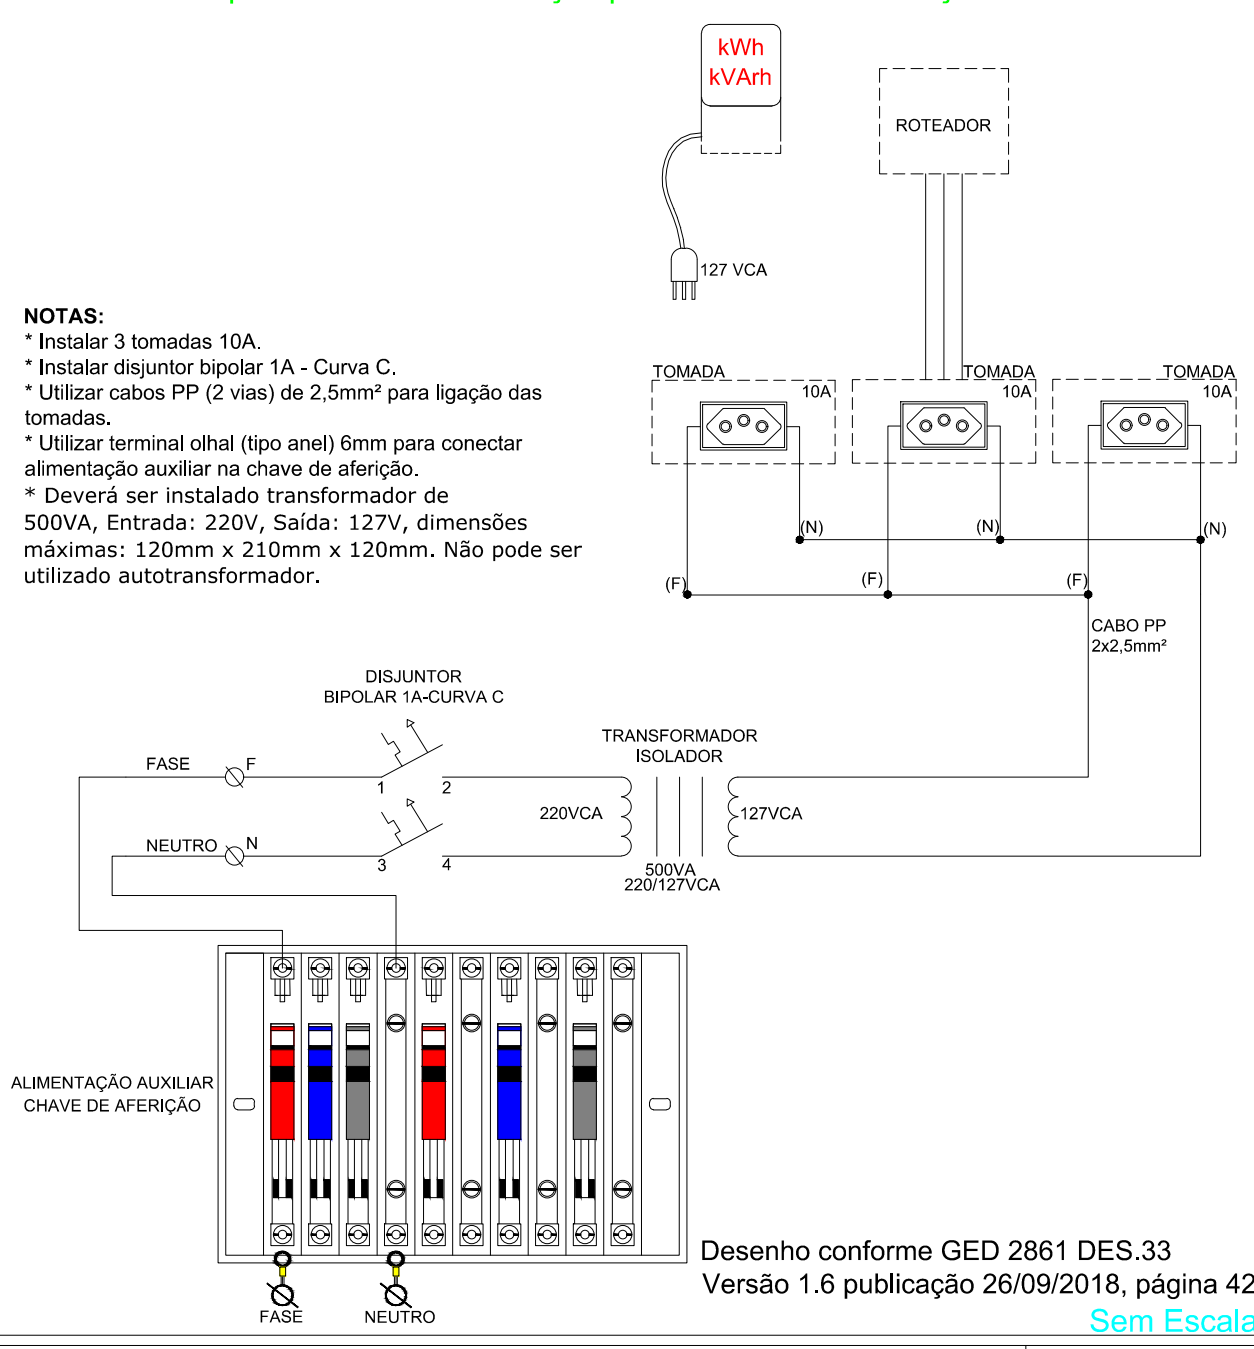 kWh
kVArh
ROTEADOR
127 VCA
NOTAS:
* Instalar 3 tomadas 10A.
* Instalar disjuntor bipolar 1A - Curva C.
* Utilizar cabos PP (2 vias) de 2,5mm² para ligação das
tomadas.
* Utilizar terminal olhal (tipo anel) 6mm para conectar
alimentação auxiliar na chave de aferição.
* Deverá ser instalado transformador de
500VA, Entrada: 220V, Saída: 127V, dimensões
máximas: 120mm x 210mm x 120mm. Não pode ser
utilizado autotransformador.
TOMADA
10A
TOMADA
10A
TOMADA
10A
(N)
(N)
(N)
(F)
(F)
(F)
CABO PP
2x2,5mm²
DISJUNTOR
BIPOLAR 1A-CURVA C
TRANSFORMADOR
ISOLADOR
FASE
F
1
2
220VCA
127VCA
NEUTRO
N
3
4
500VA
220/127VCA
ALIMENTAÇÃO AUXILIAR
CHAVE DE AFERIÇÃO
FASE
NEUTRO
Desenho conforme GED 2861 DES.33
Versão 1.6 publicação 26/09/2018, página 42
Sem Escala